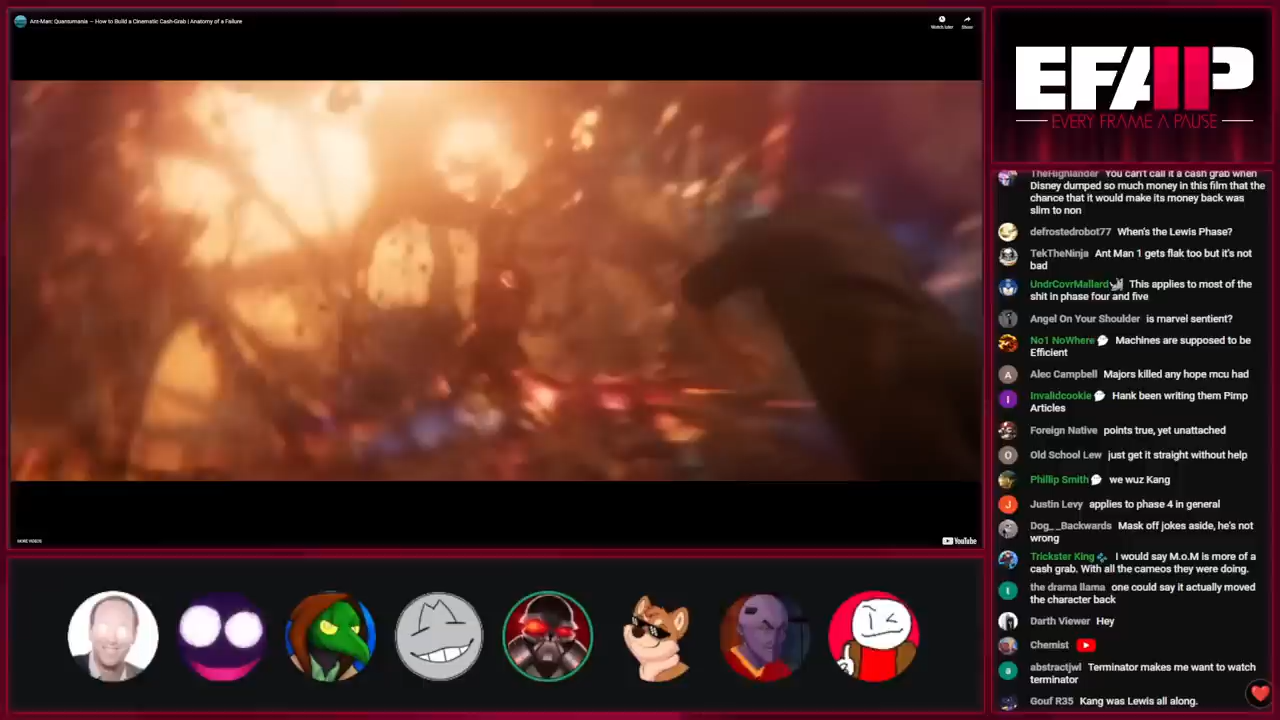 Ant-Man: Quantumania – How to Build a Cinematic Cash-Grab | Anatomy of a Failure
Watch later
Share
MORE VIDEOS
YouTube
EFAP
EVERY FRAME A PAUSE
TheHighlander You can't call it a cash grab when
Disney dumped so much money in this film that the
chance that it would make its money back was
slim to non
defrostedrobot77 When's the Lewis Phase?
TekTheNinja Ant Man 1 gets flak too but it's not
bad
UndrCovrMallard This applies to most of the
shit in phase four and five
Angel On Your Shoulder is marvel sentient?
No1 NoWhere Machines are supposed to be
Efficient
A
Alec Campbell Majors killed any hope mcu had
I
Invalidcookie Hank been writing them Pimp
Articles
Foreign Native points true, yet unattached
O
Old School Lew just get it straight without help
Phillip Smith we wuz Kang
J
Justin Levy applies to phase 4 in general
Dog__Backwards Mask off jokes aside, he's not
wrong
Trickster King I would say M.o.M is more of a
cash grab. With all the cameos they were doing.
t
the drama llama one could say it actually moved
the character back
Darth Viewer Hey
Chemist
a
abstractjwl Terminator makes me want to watch
terminator
Gouf R35 Kang was Lewis all along.